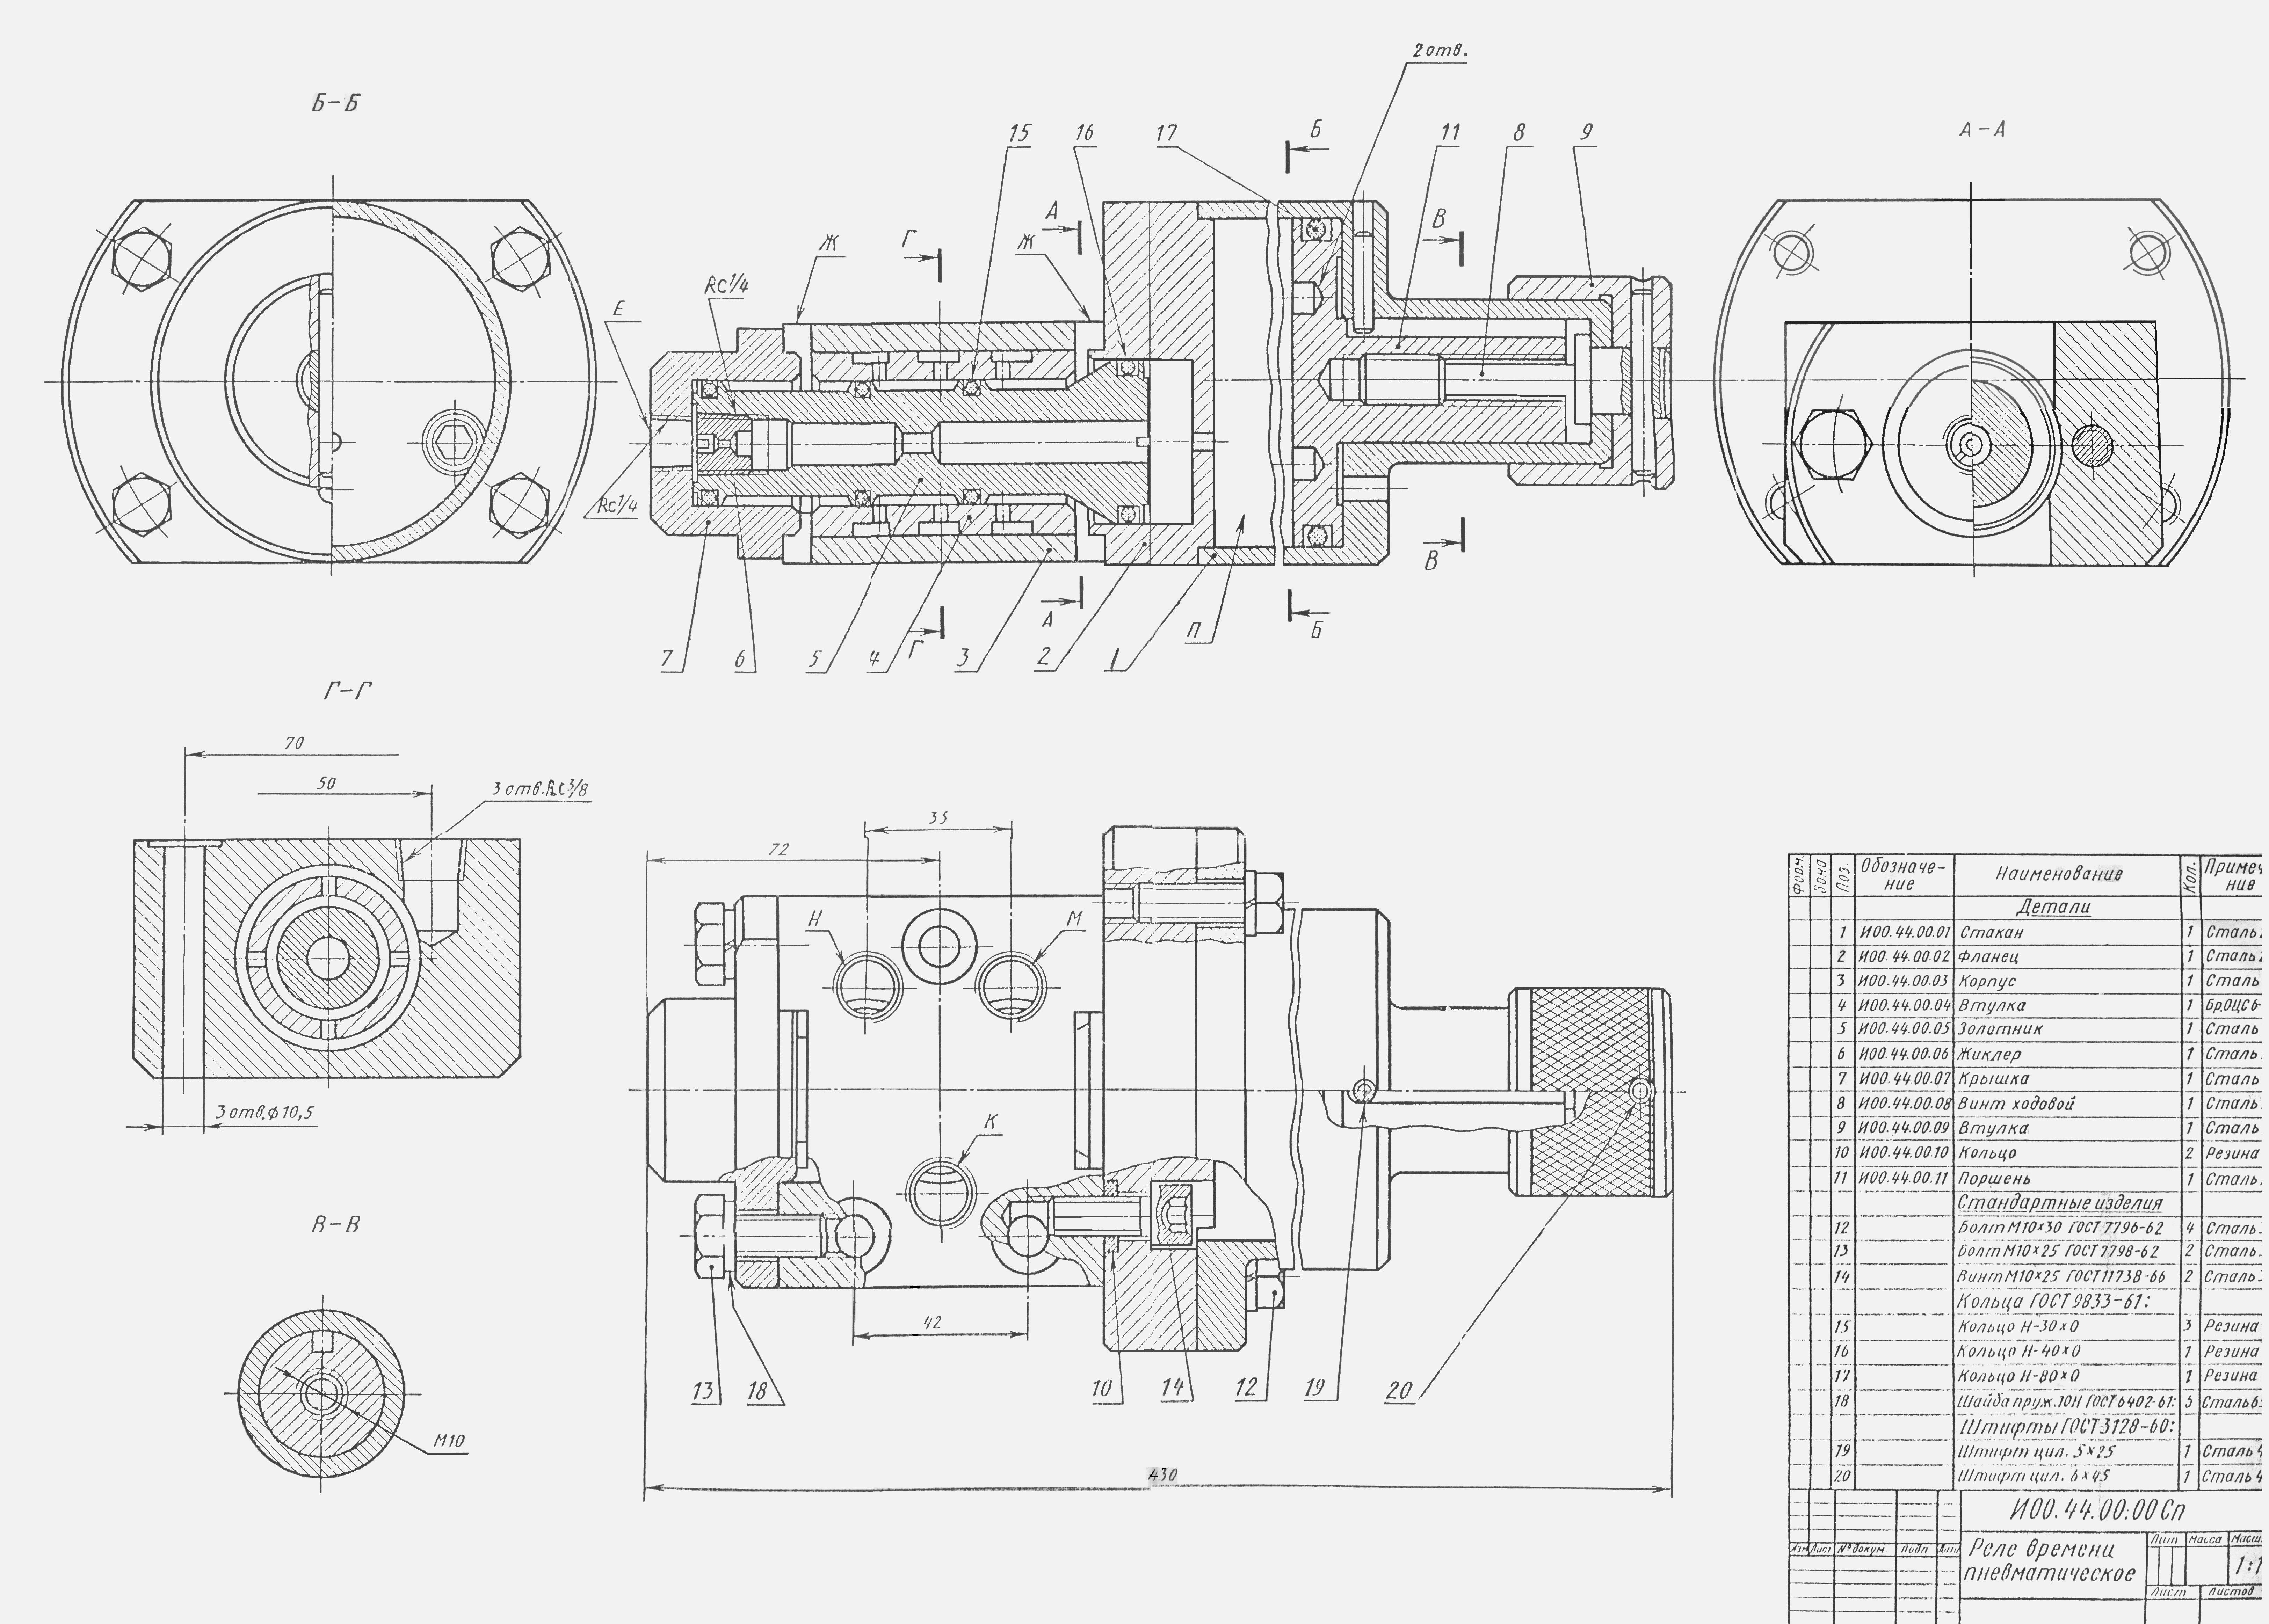 2 отв.
Б-Б
А-А
15
16
17
Б
11
8
9
А
В
Г
Ж
Ж
RC1/4
Е
Rc1/4
В
А
П
Б
Г
7
6
5
4
3
2
1
Г-Г
70
50
3 отв. RC3/8
3 отв. ф10,5
35
72
Н
М
К
42
13
18
10
14
12
19
20
430
В-В
М10
Форм.
Зона
Поз.
Обозначе-
ние
Наименование
Кол.
Примеч
ние
Детали
1 И00.44.00.01 Стакан 1 Сталь
2 И00.44.00.02 Фланец 1 Сталь
3 И00.44.00.03 Корпус 1 Сталь
4 И00.44.00.04 Втулка 1 Бр.ОЦС 6-
5 И00.44.00.05 Золотник 1 Сталь
6 И00.44.00.06 Жиклер 1 Сталь
7 И00.44.00.07 Крышка 1 Сталь
8 И00.44.00.08 Винт ходовой 1 Сталь
9 И00.44.00.09 Втулка 1 Сталь
10 И00.44.00.10 Кольцо 2 Резина
11 И00.44.00.11 Поршень 1 Сталь
Стандартные изделия
12 Болт М10×30 ГОСТ 7796-62 4 Сталь
13 Болт М10×25 ГОСТ 7798-62 2 Сталь
14 Винт М10×25 ГОСТ 11738-66 2 Сталь
Кольца ГОСТ 9833-61:
15 Кольцо Н-30×0 3 Резина
16 Кольцо Н-40×0 1 Резина
17 Кольцо Н-80×0 1 Резина
18 Шайба пруж. 10Н ГОСТ 6402-61: 5 Сталь 6
Штифты ГОСТ 3128-60:
19 Штифт цил. 5×25 1 Сталь 4
20 Штифт цил. 6×45 1 Сталь 4
И00.44.00:00Сп
Изм Лист № докум Подп Дата
Реле времени
пневматическое
Лит Масса Масш
1:1
Лист Листов